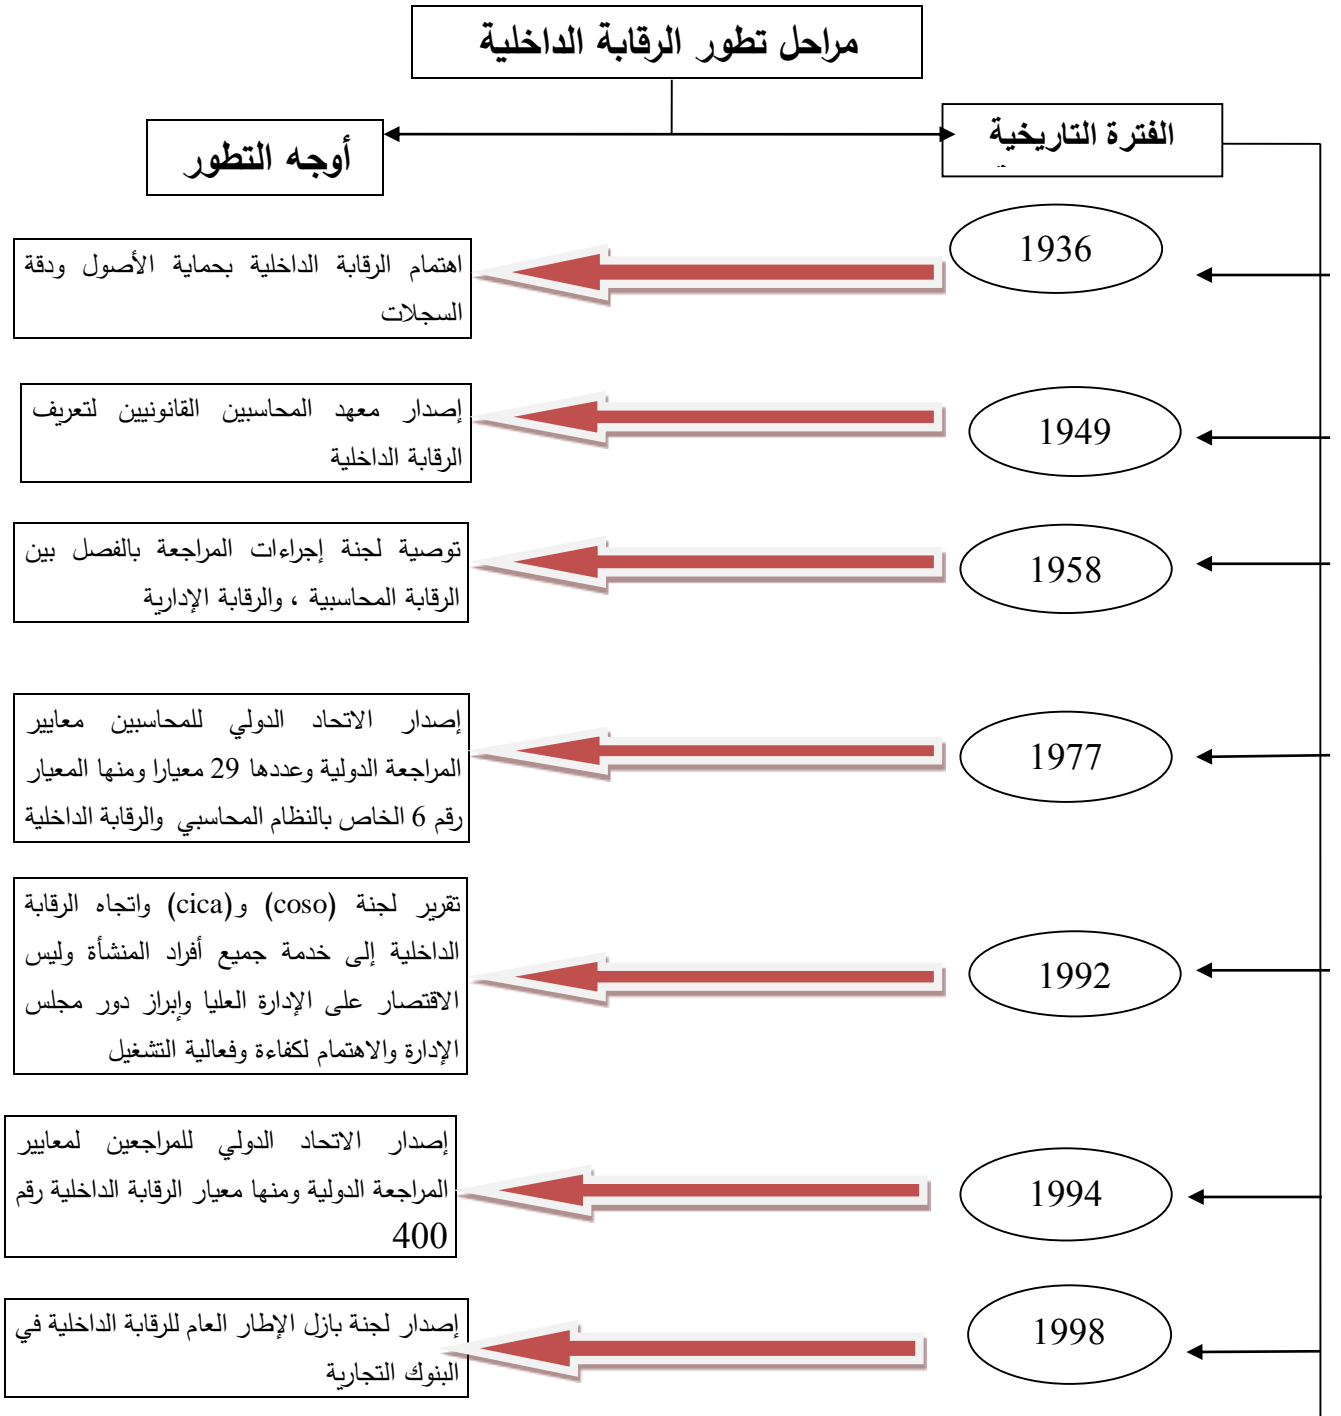 مراحل تطور الرقابة الداخلية
الفترة التاريخية
أوجه التطور
1936
اهتمام الرقابة الداخلية بحماية الأصول ودقة
السجلات
1949
إصدار معهد المحاسبين القانونيين لتعريف
الرقابة الداخلية
1958
توصية لجنة إجراءات المراجعة بالفصل بين
الرقابة المحاسبية ، والرقابة الإدارية
1977
إصدار الاتحاد الدولي للمحاسبين معايير
المراجعة الدولية وعددها 29 معيارا ومنها المعيار
رقم 6 الخاص بالنظام المحاسبي والرقابة الداخلية
1992
تقرير لجنة (coso) و(cica) واتجاه الرقابة
الداخلية إلى خدمة جميع أفراد المنشأة وليس
الاقتصار على الإدارة العليا وإبراز دور مجلس
الإدارة والاهتمام لكفاءة وفعالية التشغيل
1994
إصدار الاتحاد الدولي للمراجعين لمعايير
المراجعة الدولية ومنها معيار الرقابة الداخلية رقم
400
1998
إصدار لجنة بازل الإطار العام للرقابة الداخلية في
البنوك التجارية